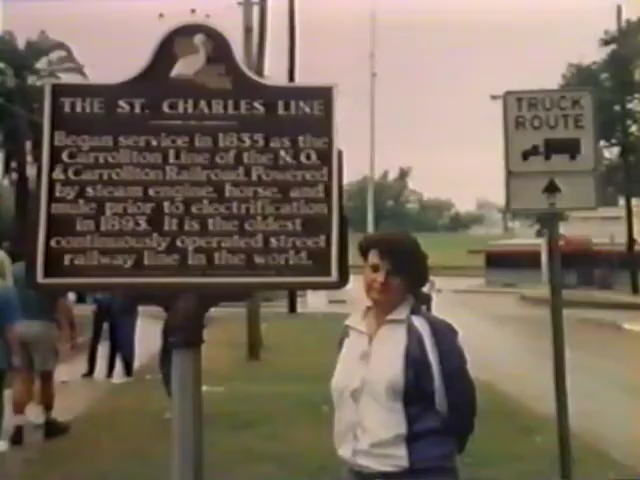 THE ST. CHARLES LINE
Began service in 1835 as the
Carrollton Line of the N.O.
& Carrollton Railroad. Powered
by steam engine, horse, and
mule prior to electrification
in 1893. It is the oldest
continuously operated street
railway line in the world.
TRUCK
ROUTE